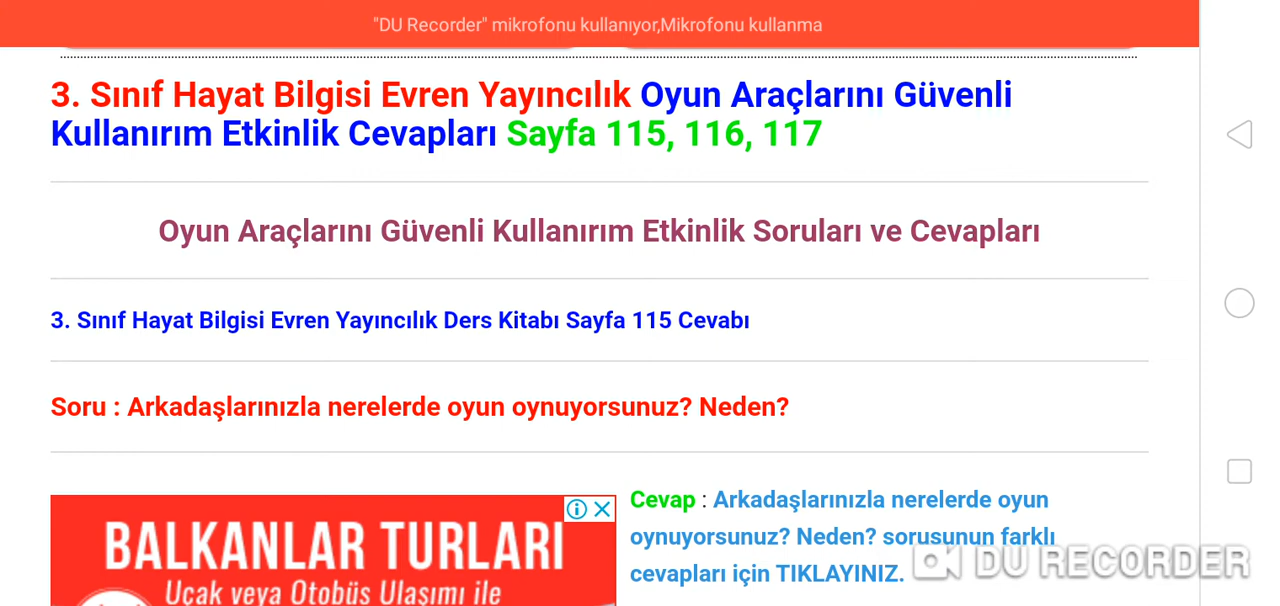 "DU Recorder" mikrofonu kullanıyor,Mikrofonu kullanma
3. Sınıf Hayat Bilgisi Evren Yayıncılık Oyun Araçlarını Güvenli
Kullanırım Etkinlik Cevapları Sayfa 115, 116, 117
Oyun Araçlarını Güvenli Kullanırım Etkinlik Soruları ve Cevapları
3. Sınıf Hayat Bilgisi Evren Yayıncılık Ders Kitabı Sayfa 115 Cevabı
Soru : Arkadaşlarınızla nerelerde oyun oynuyorsunuz? Neden?
BALKANLAR TURLARI
Uçak veya Otobüs Ulaşımı ile
Cevap : Arkadaşlarınızla nerelerde oyun
oynuyorsunuz? Neden? sorusunun farklı
cevapları için TIKLAYINIZ.
DU RECORDER